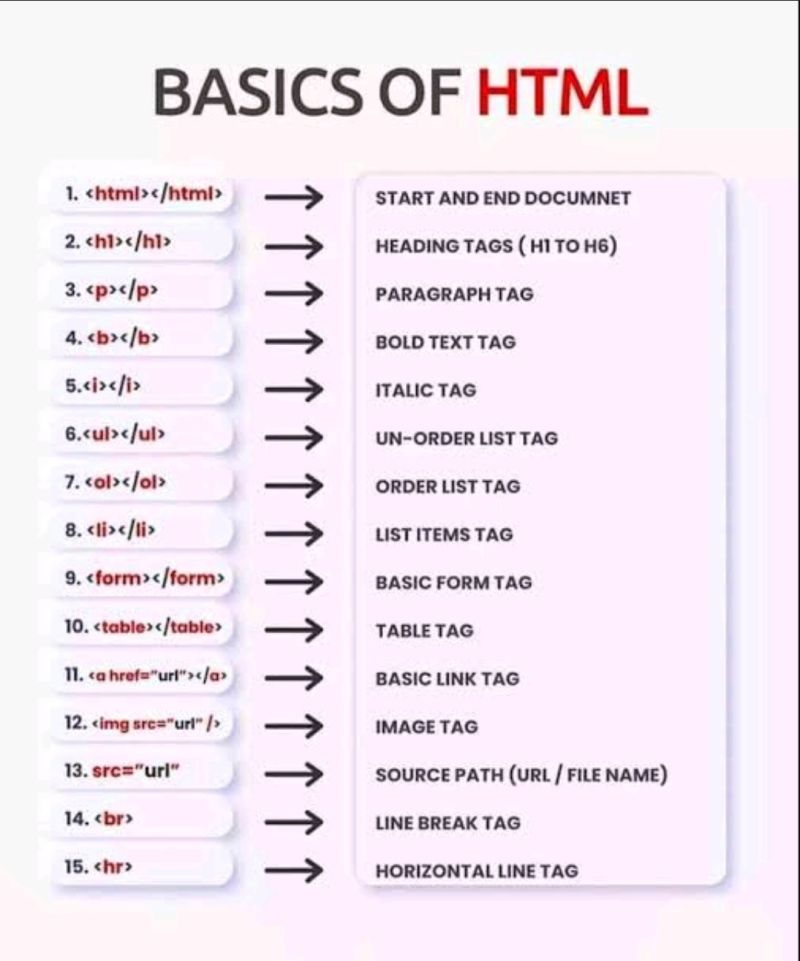 BASICS OF HTML
1. <html></html> → START AND END DOCUMNET
2. <h1></h1> → HEADING TAGS ( H1 TO H6)
3. <p></p> → PARAGRAPH TAG
4. <b></b> → BOLD TEXT TAG
5.<i></i> → ITALIC TAG
6.<ul></ul> → UN-ORDER LIST TAG
7. <ol></ol> → ORDER LIST TAG
8. <li></li> → LIST ITEMS TAG
9. <form></form> → BASIC FORM TAG
10. <table></table> → TABLE TAG
11. <a href="url"></a> → BASIC LINK TAG
12. <img src="url" /> → IMAGE TAG
13. src="url" → SOURCE PATH (URL / FILE NAME)
14. <br> → LINE BREAK TAG
15. <hr> → HORIZONTAL LINE TAG